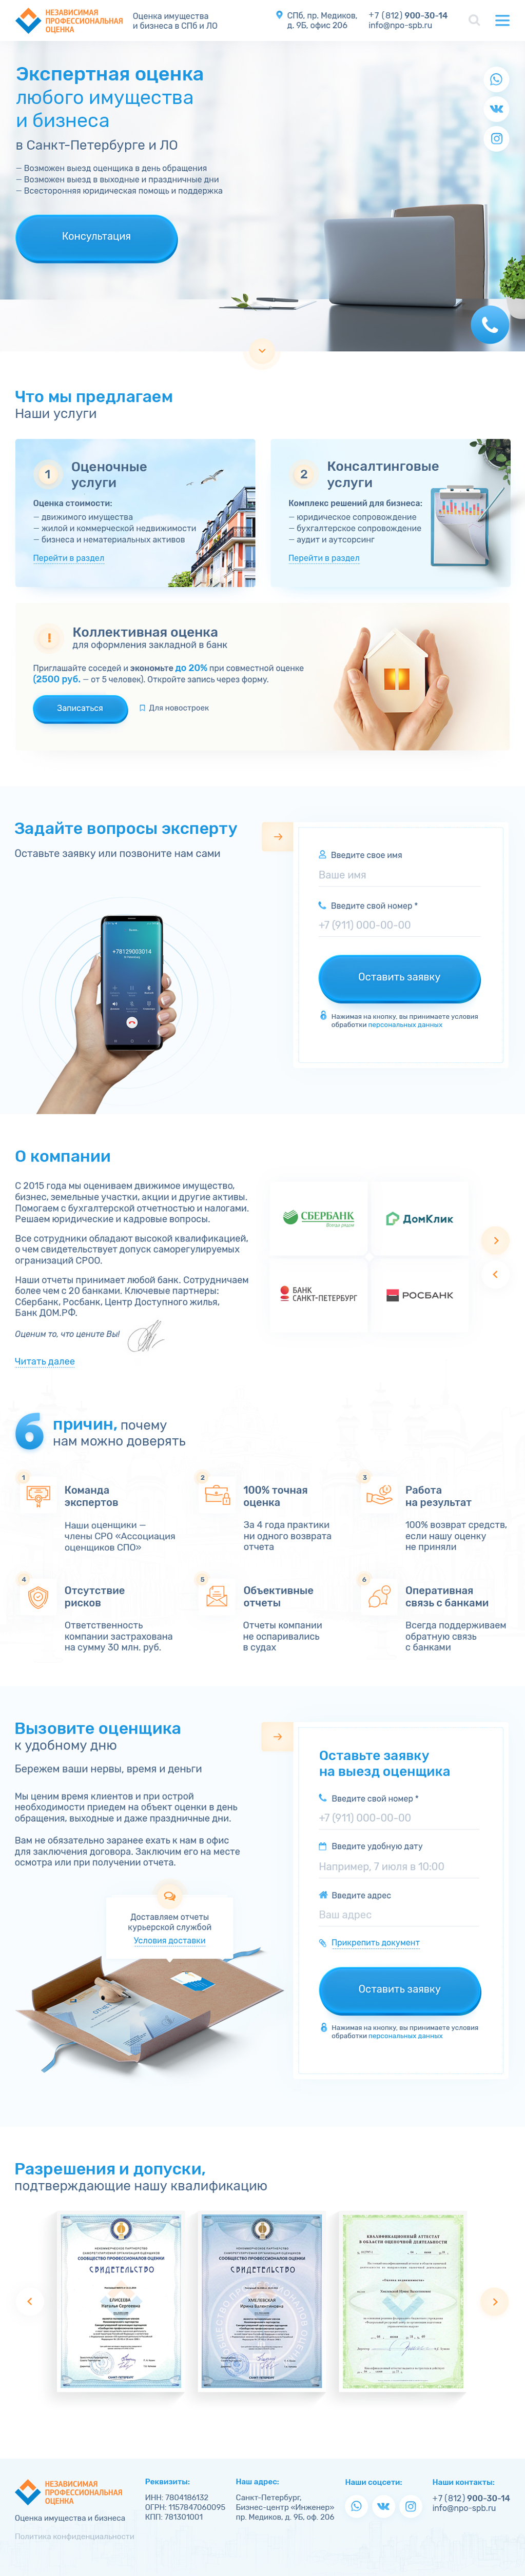 НЕЗАВИСИМАЯ
ПРОФЕССИОНАЛЬНАЯ
ОЦЕНКА
Оценка имущества
и бизнеса в СПб и ЛО
СПб, пр. Медиков,
д. 9Б, офис 206
+7 (812) 900-30-14
info@npo-spb.ru
Экспертная оценка
любого имущества
и бизнеса
в Санкт-Петербурге и ЛО
— Возможен выезд оценщика в день обращения
— Возможен выезд в выходные и праздничные дни
— Всесторонняя юридическая помощь и поддержка
Консультация
Что мы предлагаем
Наши услуги
1
Оценочные
услуги
Оценка стоимости:
— движимого имущества
— жилой и коммерческой недвижимости
— бизнеса и нематериальных активов
Перейти в раздел
2
Консалтинговые
услуги
Комплекс решений для бизнеса:
— юридическое сопровождение
— бухгалтерское сопровождение
— аудит и аутсорсинг
Перейти в раздел
!
Коллективная оценка
для оформления закладной в банк
Приглашайте соседей и экономьте до 20% при совместной оценке
(2500 руб. — от 5 человек). Откройте запись через форму.
Записаться
Для новостроек
Задайте вопросы эксперту
Оставьте заявку или позвоните нам сами
+78129003014
Введите свое имя
Ваше имя
Введите свой номер *
+7 (911) 000-00-00
Оставить заявку
Нажимая на кнопку, вы принимаете условия
обработки персональных данных
О компании
С 2015 года мы оцениваем движимое имущество,
бизнес, земельные участки, акции и другие активы.
Помогаем с бухгалтерской отчетностью и налогами.
Решаем юридические и кадровые вопросы.
Все сотрудники обладают высокой квалификацией,
о чем свидетельствует допуск саморегулируемых
огранизаций СРОО.
Наши отчеты принимает любой банк. Сотрудничаем
более чем с 20 банками. Ключевые партнеры:
Сбербанк, Росбанк, Центр Доступного жилья,
Банк ДОМ.РФ.
Оценим то, что цените Вы!
Читать далее
СБЕРБАНК
Всегда рядом
ДомКлик
БАНК
САНКТ-ПЕТЕРБУРГ
РОСБАНК
6 причин, почему
нам можно доверять
1
Команда
экспертов
Наши оценщики —
члены СРО «Ассоциация
оценщиков СПО»
2
100% точная
оценка
За 4 года практики
ни одного возврата
отчета
3
Работа
на результат
100% возврат средств,
если нашу оценку
не приняли
4
Отсутствие
рисков
Ответственность
компании застрахована
на сумму 30 млн. руб.
5
Объективные
отчеты
Отчеты компании
не оспаривались
в судах
6
Оперативная
связь с банками
Всегда поддерживаем
обратную связь
с банками
Вызовите оценщика
к удобному дню
Бережем ваши нервы, время и деньги
Мы ценим время клиентов и при острой
необходимости приедем на объект оценки в день
обращения, выходные и даже праздничные дни.
Вам не обязательно заранее ехать к нам в офис
для заключения договора. Заключим его на месте
осмотра или при получении отчета.
Доставляем отчеты
курьерской службой
Условия доставки
Оставьте заявку
на выезд оценщика
Введите свой номер *
+7 (911) 000-00-00
Введите удобную дату
Например, 7 июля в 10:00
Введите адрес
Ваш адрес
Прикрепить документ
Оставить заявку
Нажимая на кнопку, вы принимаете условия
обработки персональных данных
Разрешения и допуски,
подтверждающие нашу квалификацию
СООБЩЕСТВО ПРОФЕССИОНАЛОВ ОЦЕНКИ
СВИДЕТЕЛЬСТВО
ЕЛИСЕЕВА
Наталья Сергеевна
СООБЩЕСТВО ПРОФЕССИОНАЛОВ ОЦЕНКИ
СВИДЕТЕЛЬСТВО
ХМЕЛЕВСКАЯ
Ирина Валентиновна
КВАЛИФИКАЦИОННЫЙ АТТЕСТАТ
В ОБЛАСТИ ОЦЕНОЧНОЙ ДЕЯТЕЛЬНОСТИ
НЕЗАВИСИМАЯ
ПРОФЕССИОНАЛЬНАЯ
ОЦЕНКА
Оценка имущества и бизнеса
Политика конфиденциальности
Реквизиты:
ИНН: 7804186132
ОГРН: 1157847060095
КПП: 781301001
Наш адрес:
Санкт-Петербург,
Бизнес-центр «Инженер»
пр. Медиков, д. 9Б, оф. 206
Наши соцсети:
Наши контакты:
+7 (812) 900-30-14
info@npo-spb.ru